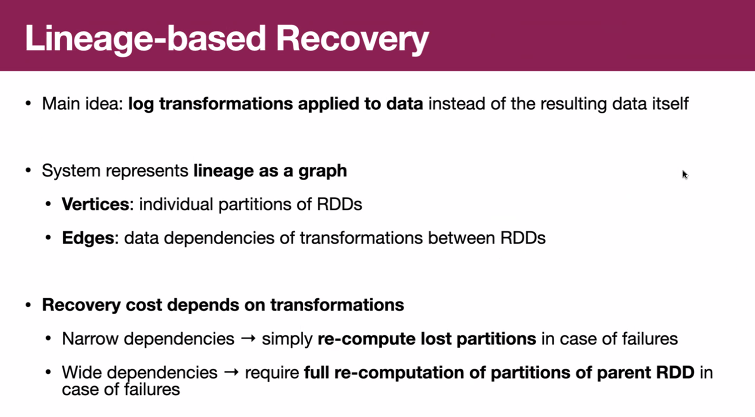 Lineage-based Recovery
• Main idea: log transformations applied to data instead of the resulting data itself
• System represents lineage as a graph
• Vertices: individual partitions of RDDs
• Edges: data dependencies of transformations between RDDs
• Recovery cost depends on transformations
• Narrow dependencies → simply re-compute lost partitions in case of failures
• Wide dependencies → require full re-computation of partitions of parent RDD in
case of failures